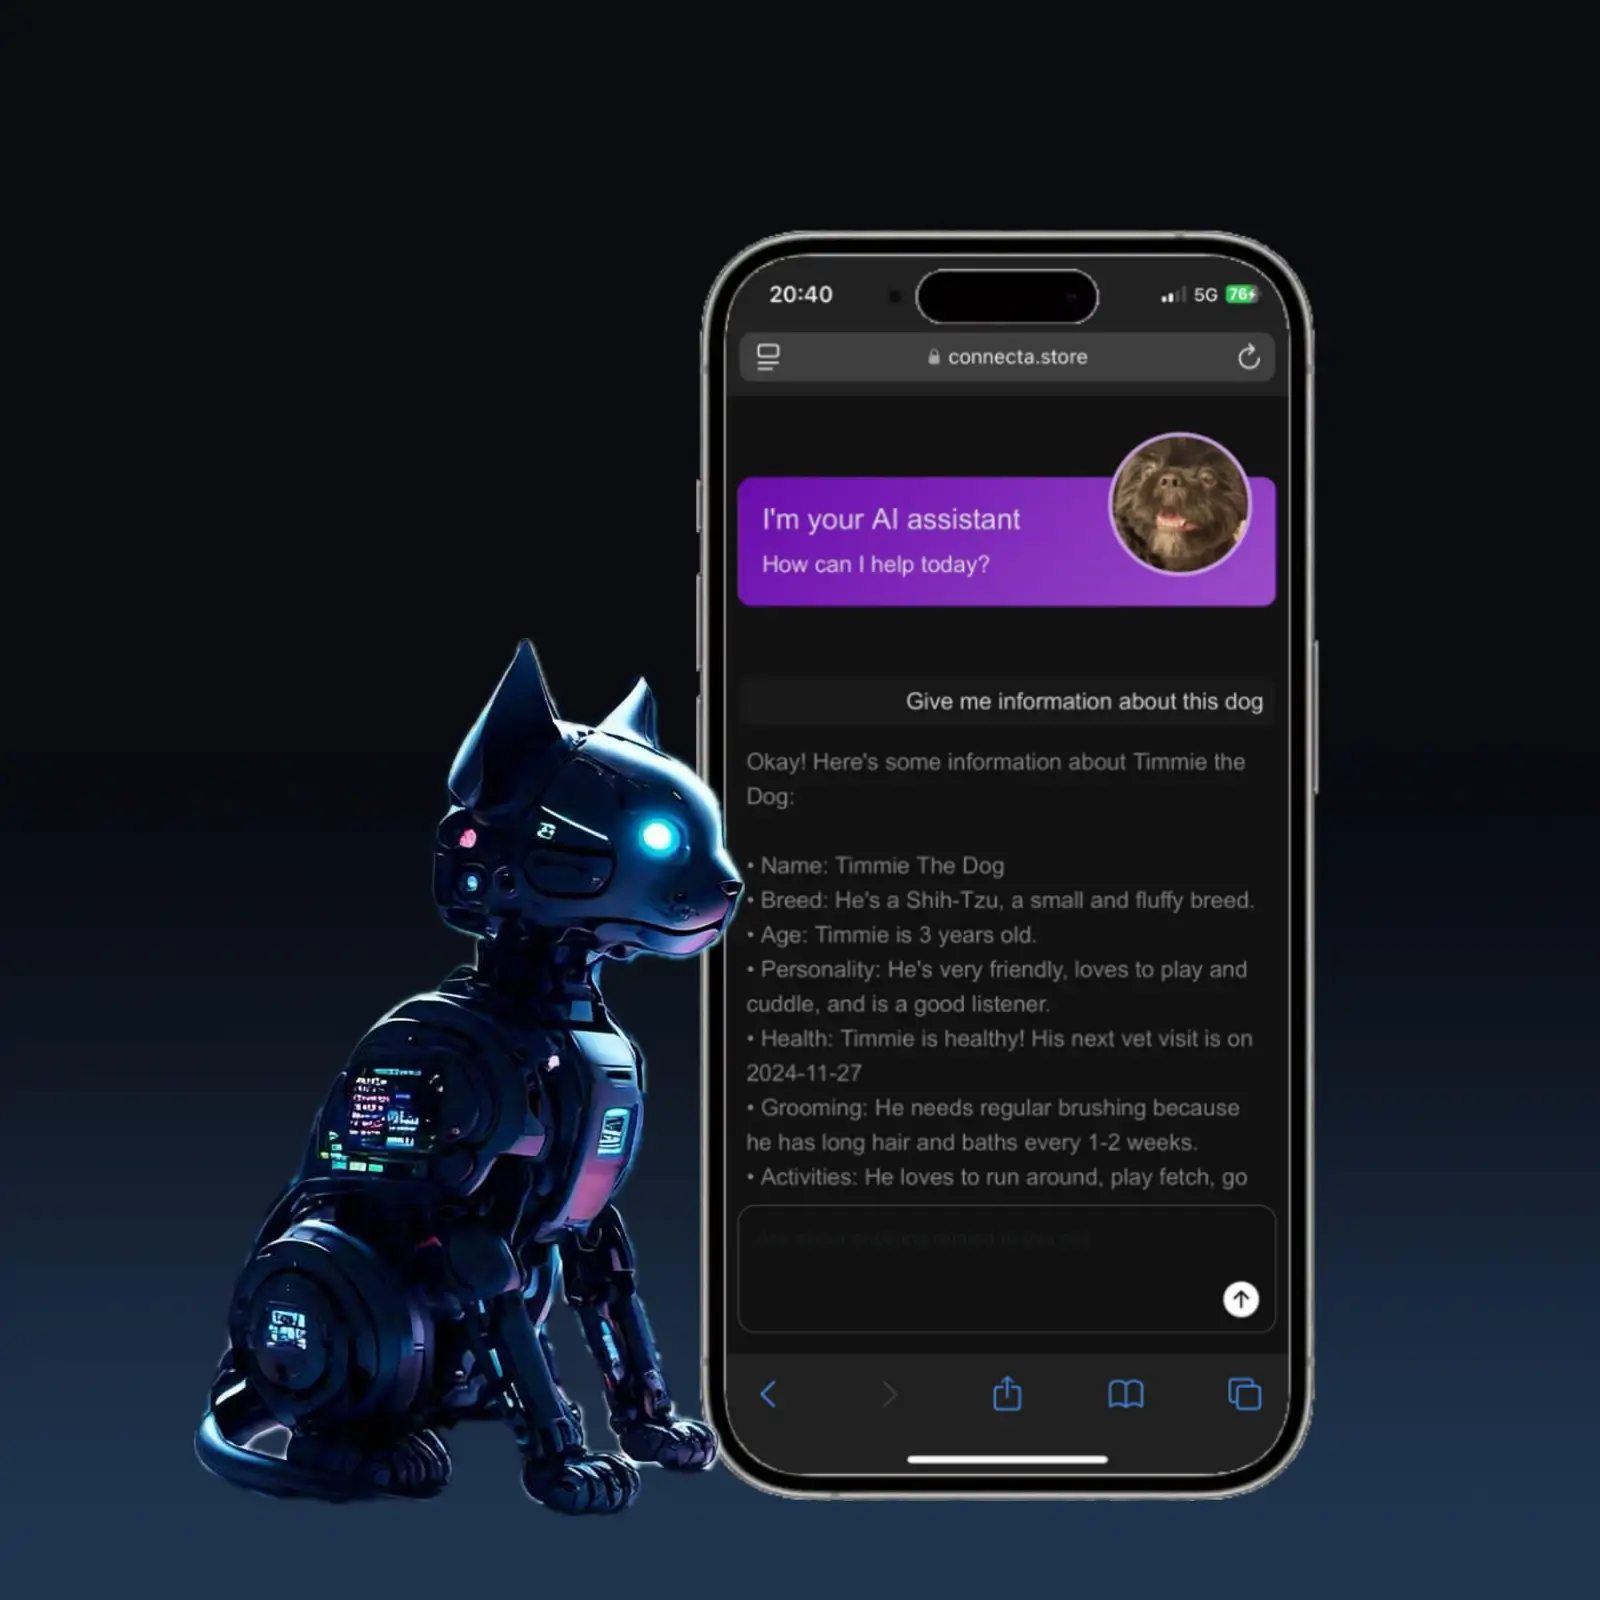 20:40
5G 76
connecta.store
I'm your AI assistant
How can I help today?
Give me information about this dog
Okay! Here's some information about Timmie the
Dog:
• Name: Timmie The Dog
• Breed: He's a Shih-Tzu, a small and fluffy breed.
• Age: Timmie is 3 years old.
• Personality: He's very friendly, loves to play and
cuddle, and is a good listener.
• Health: Timmie is healthy! His next vet visit is on
2024-11-27
• Grooming: He needs regular brushing because
he has long hair and baths every 1-2 weeks.
• Activities: He loves to run around, play fetch, go